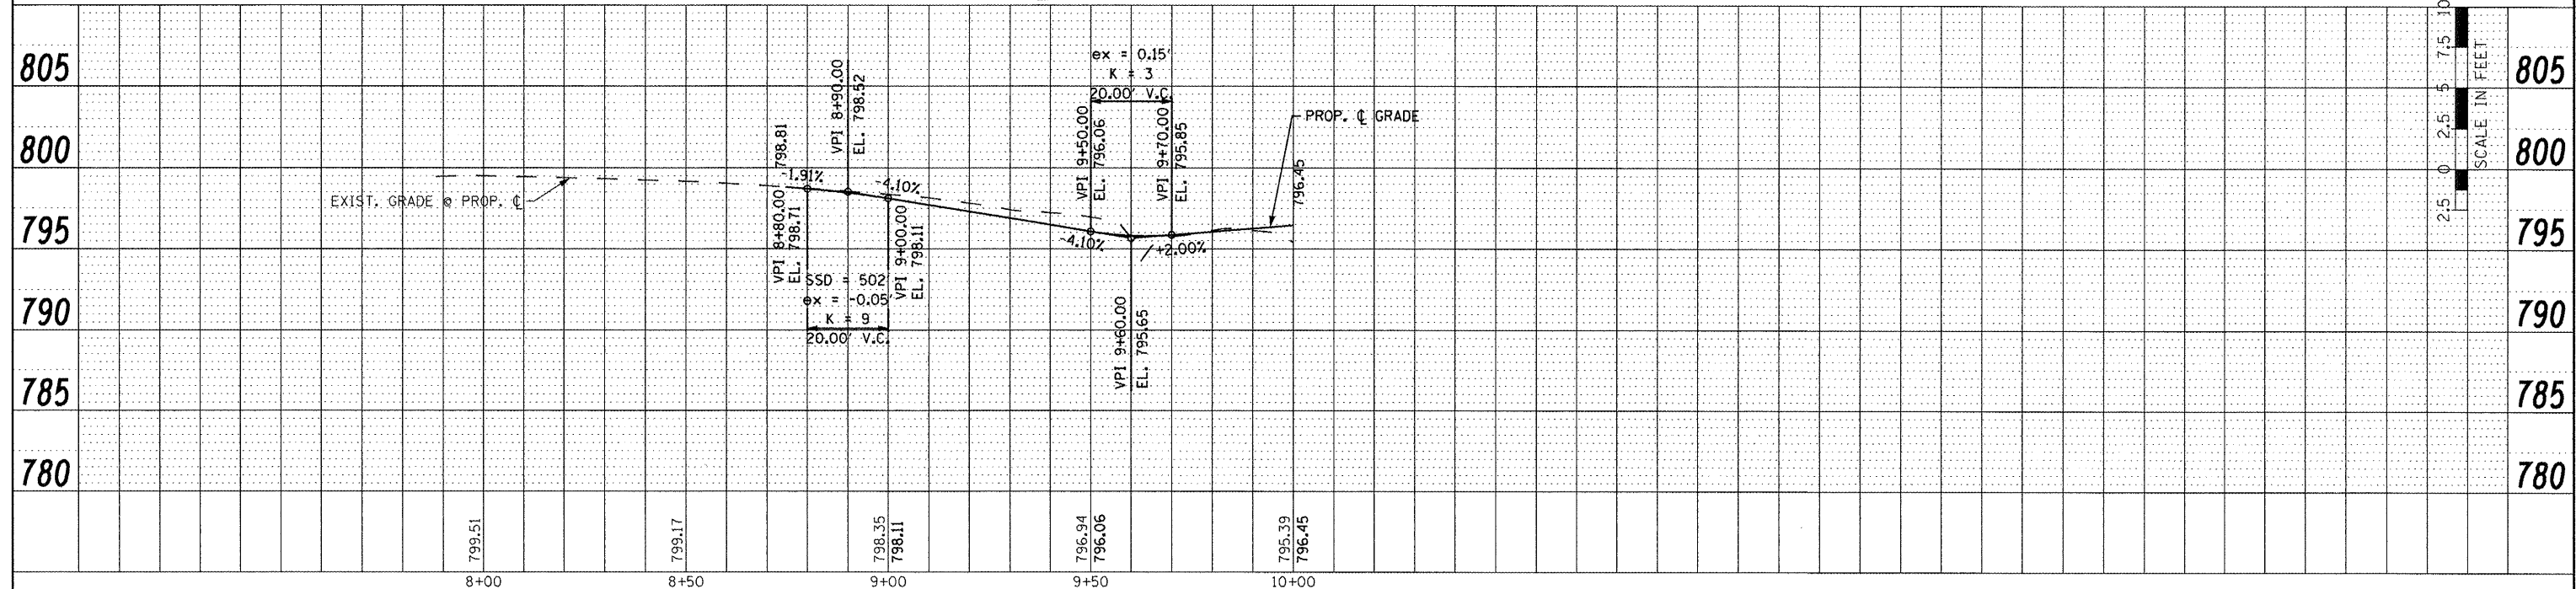 805
800
795
790
785
780
EXIST. GRADE @ PROP. ℄
798.81
-1.91%
VPI 8+80.00
EL. 798.71
VPI 8+90.00
EL. 798.52
-4.10%
VPI 9+00.00
EL. 798.11
SSD = 502
ex = -0.05'
K = 9
20.00' V.C.
ex = 0.15'
K = 3
20.00' V.C.
VPI 9+50.00
EL. 796.06
VPI 9+70.00
EL. 795.85
-4.10%
+2.00%
VPI 9+60.00
EL. 795.65
PROP. ℄ GRADE
796.45
10
7.5
5
2.5
0
2.5
SCALE IN FEET
805
800
795
790
785
780
799.51
799.17
798.35
798.11
796.94
796.06
795.39
796.45
8+00
8+50
9+00
9+50
10+00